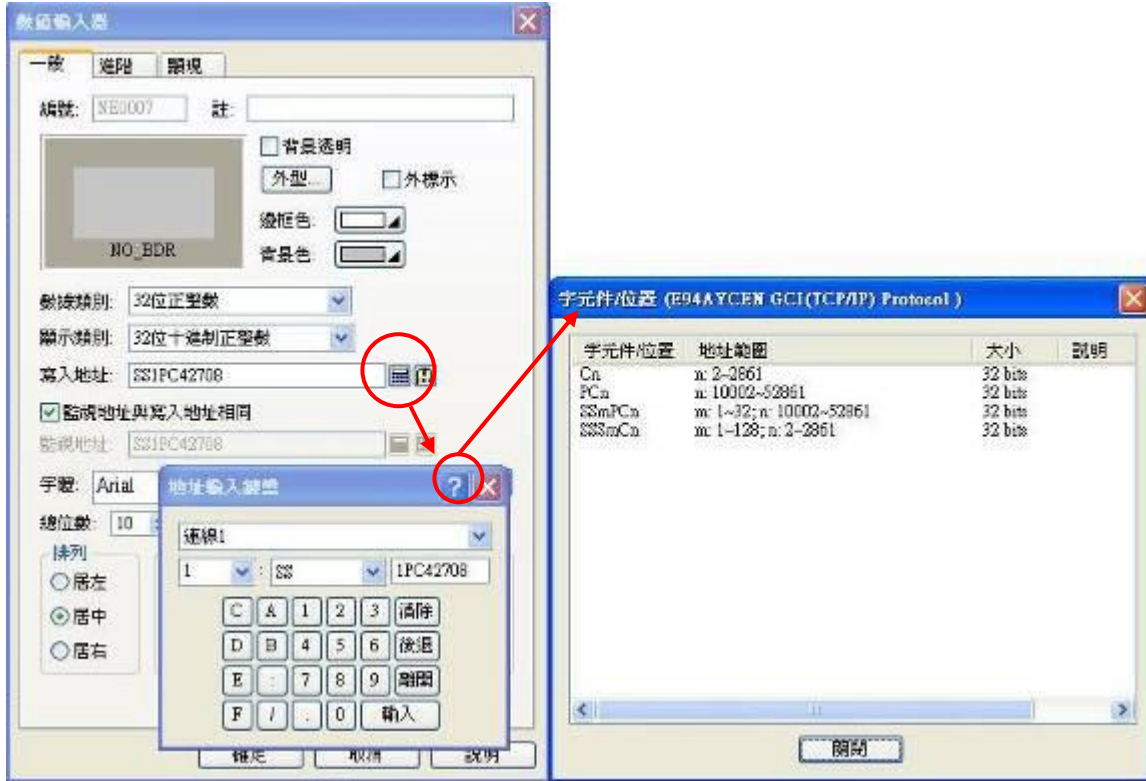 數值輸入器
一般 進階 顯現
編號: NE0007 註:
背景透明
外型... 外標示
邊框色:
NO_BDR
背景色:
數據類別: 32位正整數
顯示類別: 32位十進制正整數
寫入地址: SS1PC42708
監視地址與寫入地址相同
監視地址: SS1PC42708
字體: Arial
總位數: 10
排列
居左
居中
居右
確定 取消 說明
地址輸入鍵盤 ?
連線1
1 : SS 1PC42708
C A 1 2 3 清除
D B 4 5 6 後退
E : 7 8 9 離開
F / . 0 輸入
字元件/位置 (E94AYCEN GCI(TCP/IP) Protocol )
字元件/位置 地址範圍 大小 說明
Cn n: 2~2861 32 bits
PCn n: 10002~52861 32 bits
SSmPCn m: 1~32; n: 10002~52861 32 bits
SSSmCn m: 1~128; n: 2~2861 32 bits
關閉